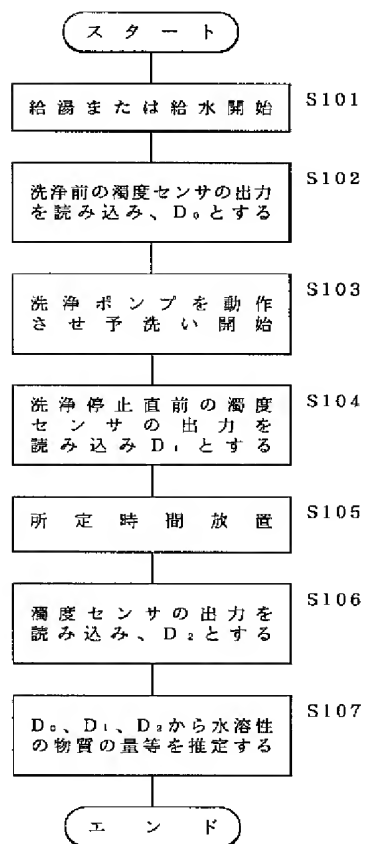 スタート
給湯または給水開始
S101
洗浄前の濁度センサの出力
を読み込み、D₀とする
S102
洗浄ポンプを動作
させ予洗い開始
S103
洗浄停止直前の濁度
センサの出力を
読み込みD₁とする
S104
所定時間放置
S105
濁度センサの出力を
読み込み、D₂とする
S106
D₀、D₁、D₂から水溶性
の物質の量等を推定する
S107
エンド